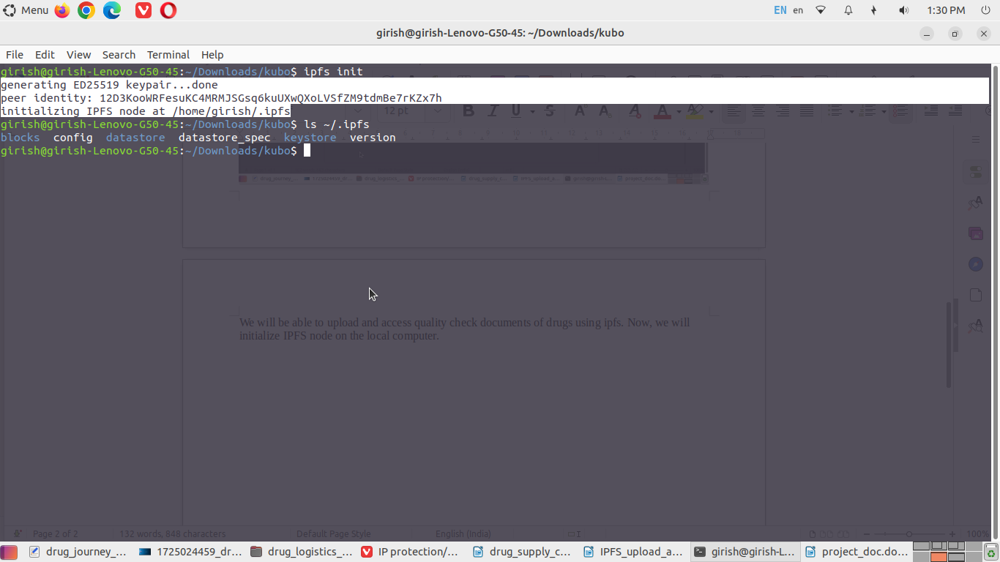 Menu
EN en 1:30 PM
girish@girish-Lenovo-G50-45: ~/Downloads/kubo
File Edit View Search Terminal Help
girish@girish-Lenovo-G50-45:~/Downloads/kubo$ ipfs init
generating ED25519 keypair...done
peer identity: 12D3KooWRFesuKC4MRMJSGsq6kuUXwQXoLVSfZM9tdmBe7rKZx7h
initializing IPFS node at /home/girish/.ipfs
12 pt
girish@girish-Lenovo-G50-45:~/Downloads/kubo$ ls ~/.ipfs
blocks config datastore datastore_spec keystore version
girish@girish-Lenovo-G50-45:~/Downloads/kubo$
We will be able to upload and access quality check documents of drugs using ipfs. Now, we will
initialize IPFS node on the local computer.
Page 2 of 2 132 words, 848 characters Default Page Style English (India) 100%
drug_journey_... 1725024459_dr... drug_logistics_... IP protection/... drug_supply_c... IPFS_upload_a... girish@girish-L... project_doc.do...